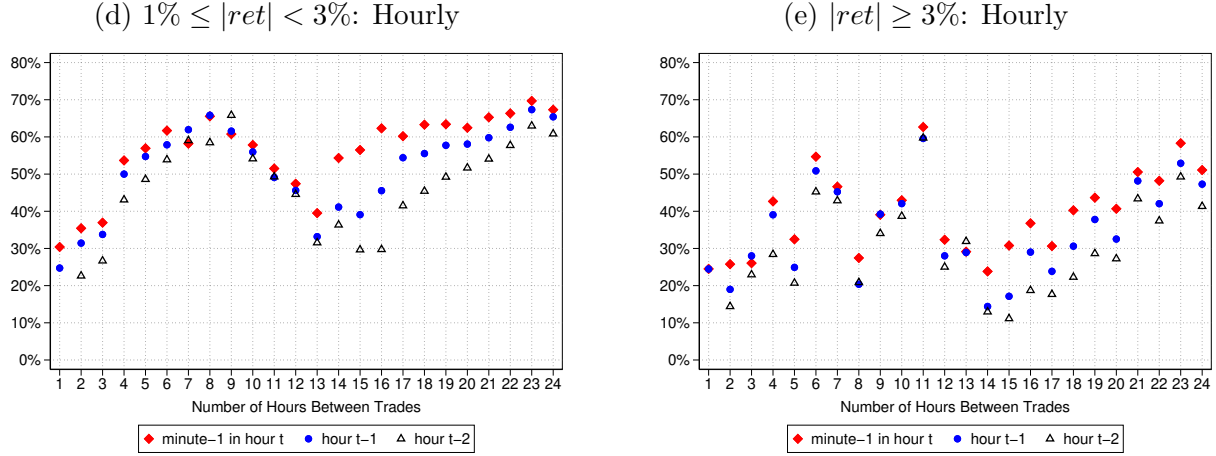 (d) 1% ≤ |ret| < 3%: Hourly
80%
70%
60%
50%
40%
30%
20%
10%
0%
1 2 3 4 5 6 7 8 9 10 11 12 13 14 15 16 17 18 19 20 21 22 23 24
Number of Hours Between Trades
minute−1 in hour t hour t−1 hour t−2
(e) |ret| ≥ 3%: Hourly
80%
70%
60%
50%
40%
30%
20%
10%
0%
1 2 3 4 5 6 7 8 9 10 11 12 13 14 15 16 17 18 19 20 21 22 23 24
Number of Hours Between Trades
minute−1 in hour t hour t−1 hour t−2